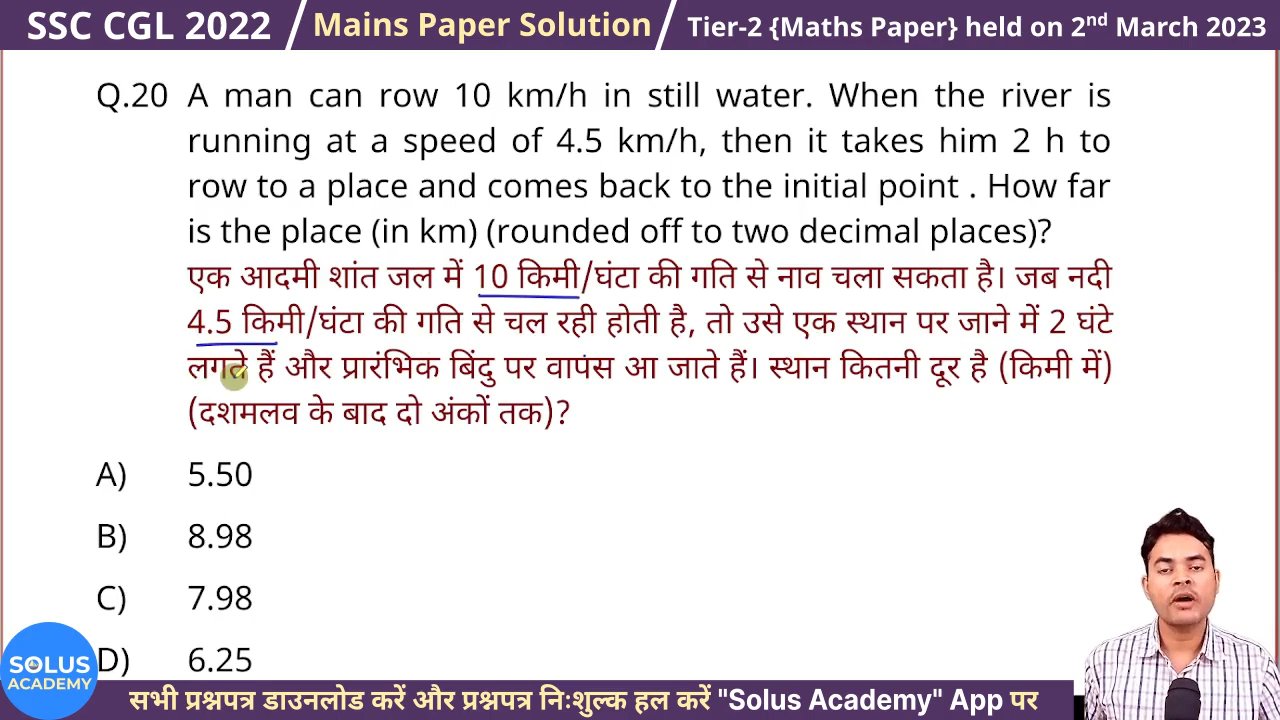 SSC CGL 2022 / Mains Paper Solution / Tier-2 {Maths Paper} held on 2nd March 2023
Q.20 A man can row 10 km/h in still water. When the river is
running at a speed of 4.5 km/h, then it takes him 2 h to
row to a place and comes back to the initial point . How far
is the place (in km) (rounded off to two decimal places)?
एक आदमी शांत जल में 10 किमी/घंटा की गति से नाव चला सकता है। जब नदी
4.5 किमी/घंटा की गति से चल रही होती है, तो उसे एक स्थान पर जाने में 2 घंटे
लगते हैं और प्रारंभिक बिंदु पर वापस आ जाते हैं। स्थान कितनी दूर है (किमी में)
(दशमलव के बाद दो अंकों तक)?
A) 5.50
B) 8.98
C) 7.98
D) 6.25
SOLUS
ACADEMY
सभी प्रश्नपत्र डाउनलोड करें और प्रश्नपत्र निःशुल्क हल करें "Solus Academy" App पर